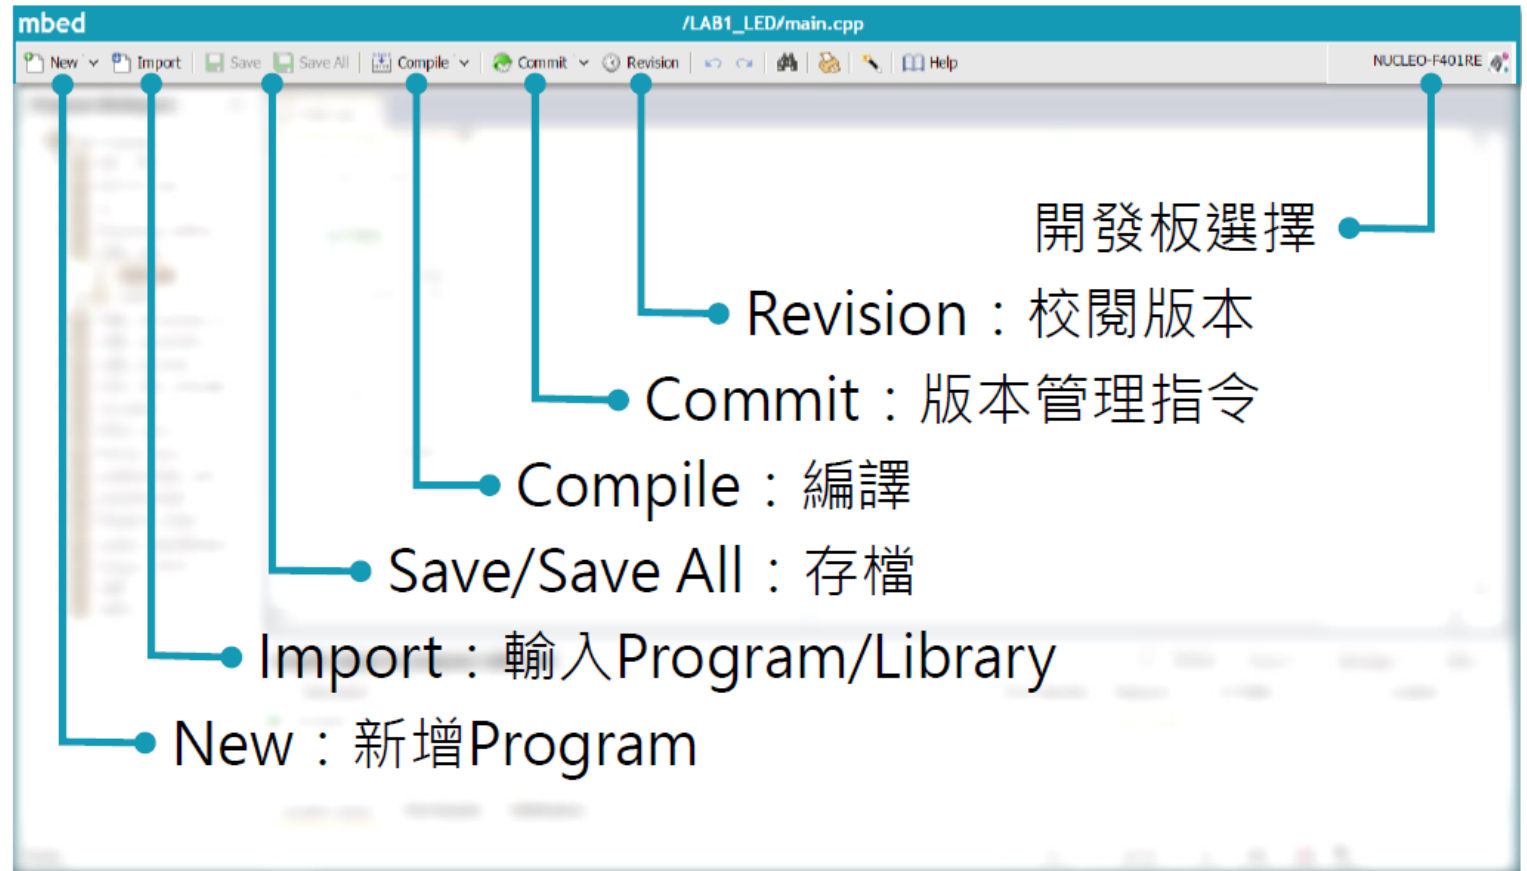 mbed /LAB1_LED/main.cpp
New Import Save Save All Compile Commit Revision Help NUCLEO-F401RE
開發板選擇
Revision：校閱版本
Commit：版本管理指令
Compile：編譯
Save/Save All：存檔
Import：輸入Program/Library
New：新增Program